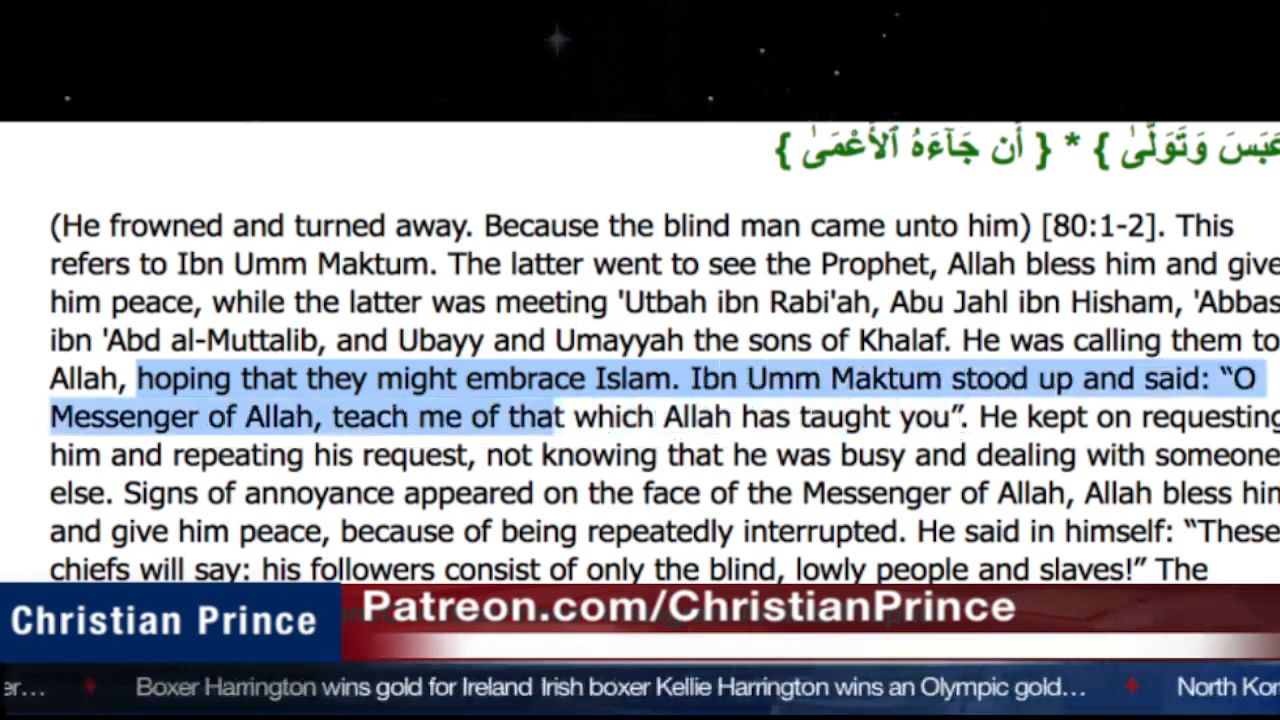 عَبَسَ وَتَوَلَّىٰ } * { أَن جَآءَهُ ٱلأَعْمَىٰ }
(He frowned and turned away. Because the blind man came unto him) [80:1-2]. This
refers to Ibn Umm Maktum. The latter went to see the Prophet, Allah bless him and give
him peace, while the latter was meeting 'Utbah ibn Rabi'ah, Abu Jahl ibn Hisham, 'Abbas
ibn 'Abd al-Muttalib, and Ubayy and Umayyah the sons of Khalaf. He was calling them to
Allah, hoping that they might embrace Islam. Ibn Umm Maktum stood up and said: “O
Messenger of Allah, teach me of that which Allah has taught you”. He kept on requesting
him and repeating his request, not knowing that he was busy and dealing with someone
else. Signs of annoyance appeared on the face of the Messenger of Allah, Allah bless him
and give him peace, because of being repeatedly interrupted. He said in himself: “These
chiefs will say: his followers consist of only the blind, lowly people and slaves!” The
Christian Prince
Patreon.com/ChristianPrince
er... Boxer Harrington wins gold for Ireland Irish boxer Kellie Harrington wins an Olympic gold... North Kor